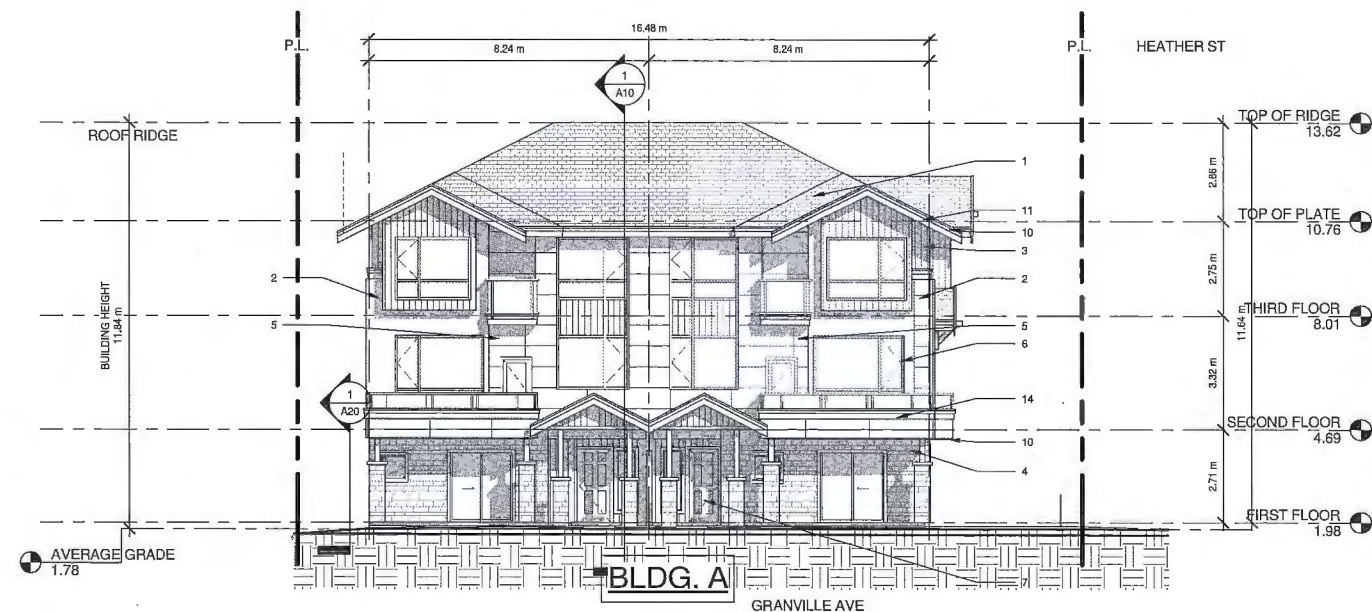 16.48 m
P.L.
8.24 m
8.24 m
P.L.
HEATHER ST
1
A10
ROOF RIDGE
TOP OF RIDGE
13.62
1
2.86 m
11
TOP OF PLATE
10
10.76
3
2
2
2.75 m
BUILDING HEIGHT
11.84 m
THIRD FLOOR
8.01
5
5
11.64 m
6
3.32 m
1
A20
14
SECOND FLOOR
4.69
10
4
2.71 m
FIRST FLOOR
1.98
AVERAGE GRADE
1.78
BLDG. A
7
GRANVILLE AVE